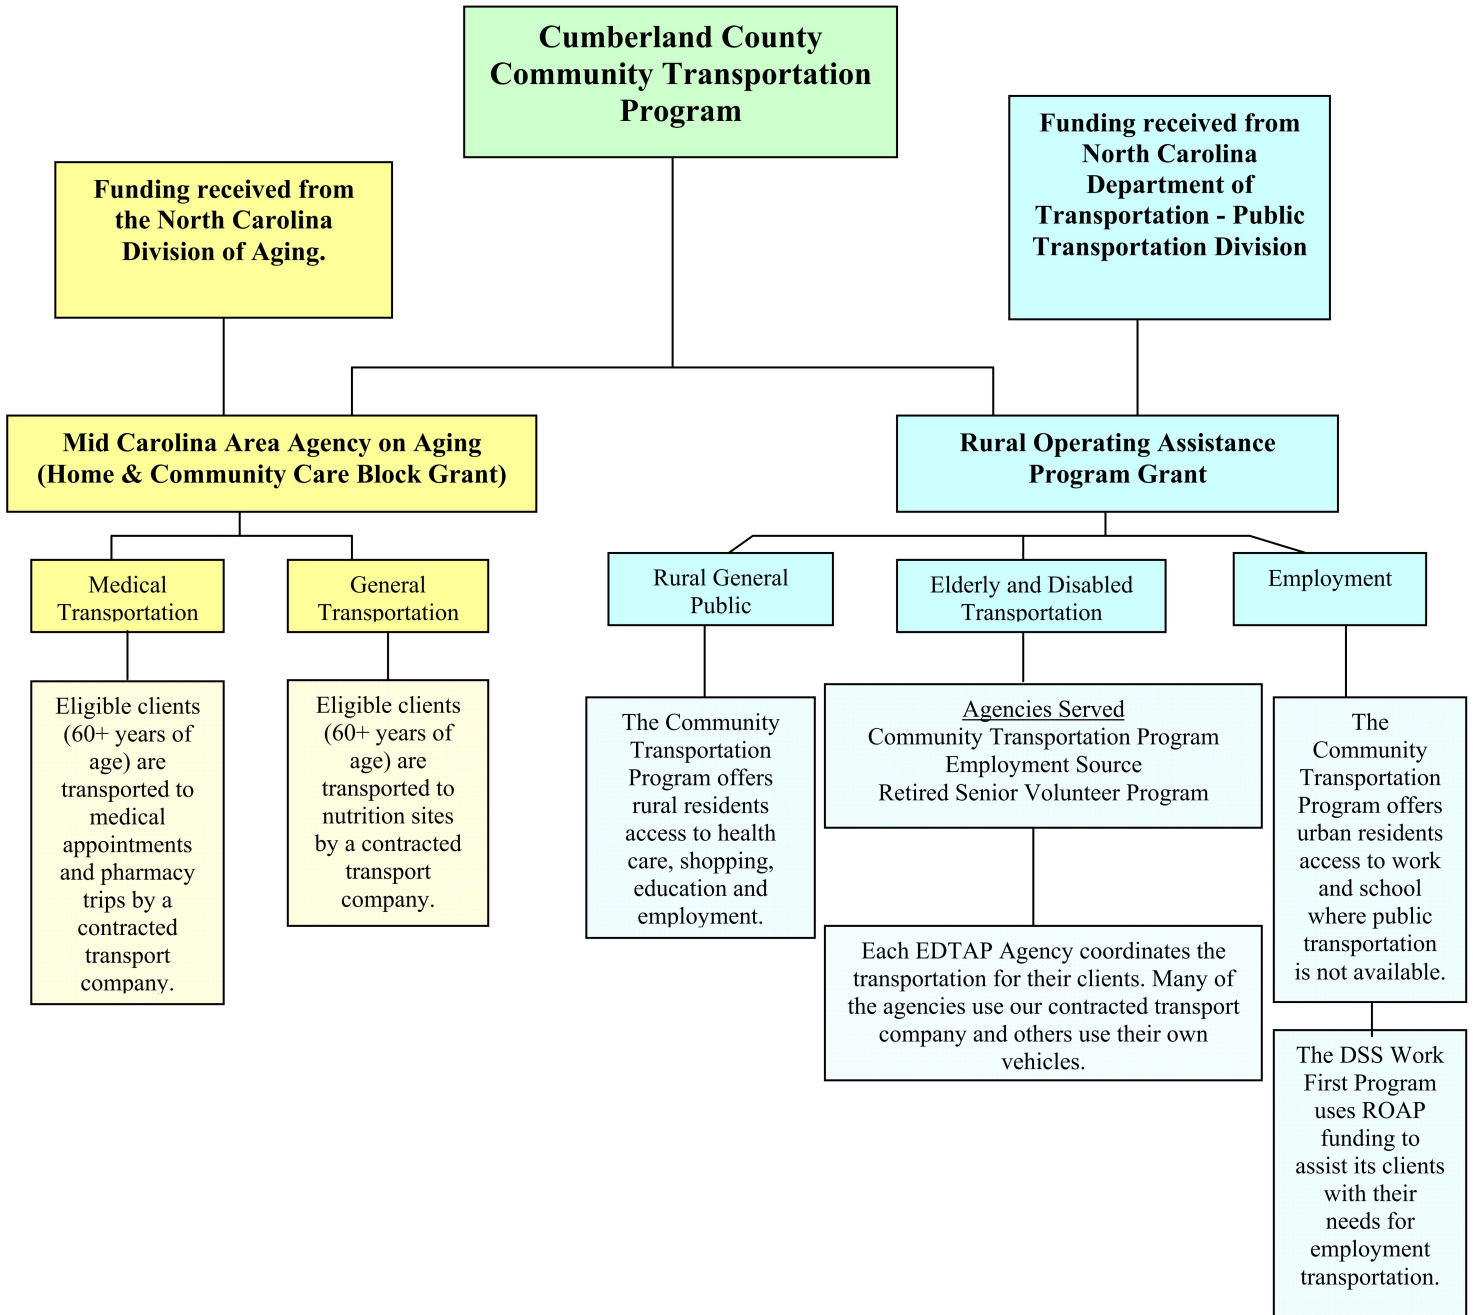 Cumberland County
Community Transportation
Program
Funding received from
North Carolina
Department of
Transportation - Public
Transportation Division
Funding received from
the North Carolina
Division of Aging.
Mid Carolina Area Agency on Aging
(Home & Community Care Block Grant)
Rural Operating Assistance
Program Grant
Medical
Transportation
General
Transportation
Rural General
Public
Elderly and Disabled
Transportation
Employment
Eligible clients
(60+ years of
age) are
transported to
medical
appointments
and pharmacy
trips by a
contracted
transport
company.
Eligible clients
(60+ years of
age) are
transported to
nutrition sites
by a contracted
transport
company.
The Community
Transportation
Program offers
rural residents
access to health
care, shopping,
education and
employment.
Agencies Served
Community Transportation Program
Employment Source
Retired Senior Volunteer Program
Each EDTAP Agency coordinates the
transportation for their clients. Many of
the agencies use our contracted transport
company and others use their own
vehicles.
The
Community
Transportation
Program offers
urban residents
access to work
and school
where public
transportation
is not available.
The DSS Work
First Program
uses ROAP
funding to
assist its clients
with their
needs for
employment
transportation.